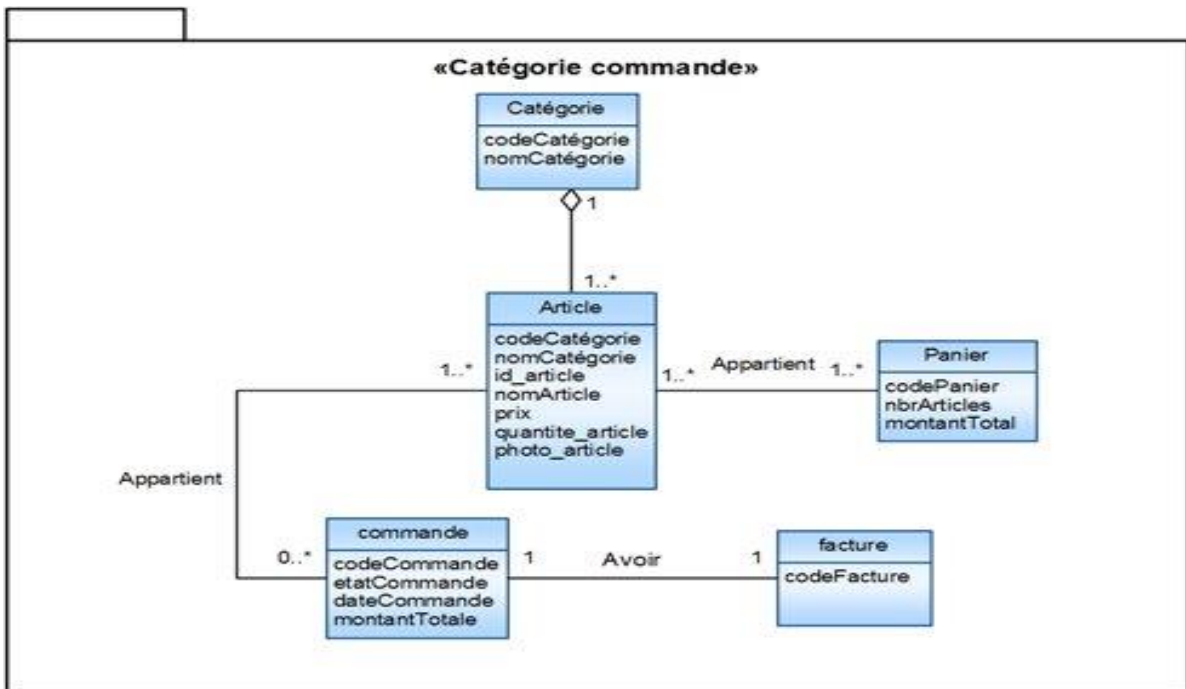 «Catégorie commande»
Catégorie
codeCatégorie
nomCatégorie
1
1..*
Article
codeCatégorie
nomCatégorie
id_article
nomArticle
prix
quantite_article
photo_article
1..*
1..*
Appartient
1..*
Panier
codePanier
nbrArticles
montantTotal
Appartient
0..*
commande
codeCommande
etatCommande
dateCommande
montantTotale
1
Avoir
1
facture
codeFacture